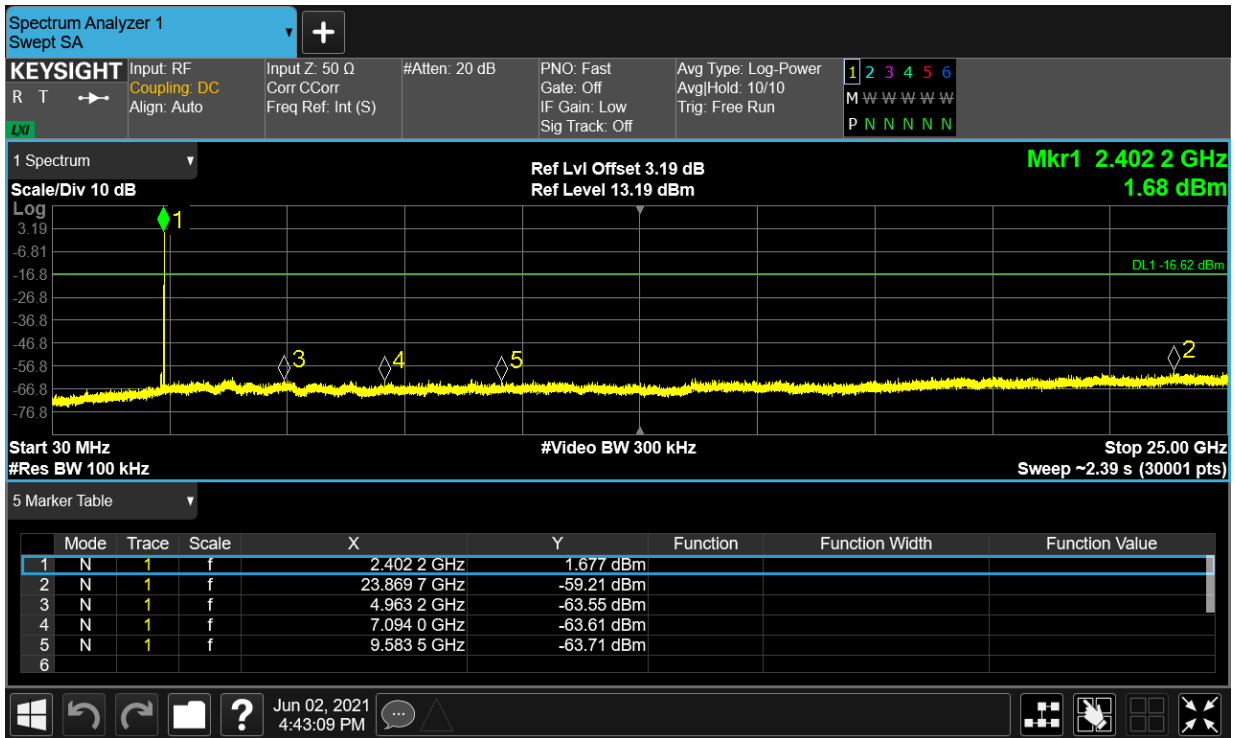 Spectrum Analyzer 1
Swept SA
+
KEYSIGHT
R T
LXI
Input: RF
Coupling: DC
Align: Auto
Input Z: 50 Ω
Corr CCorr
Freq Ref: Int (S)
#Atten: 20 dB
PNO: Fast
Gate: Off
IF Gain: Low
Sig Track: Off
Avg Type: Log-Power
Avg|Hold: 10/10
Trig: Free Run
1 2 3 4 5 6
M W W W W W
P N N N N N
1 Spectrum
Scale/Div 10 dB
Ref Lvl Offset 3.19 dB
Ref Level 13.19 dBm
Mkr1 2.402 2 GHz
1.68 dBm
Log
3.19
-6.81
-16.8
-26.8
-36.8
-46.8
-56.8
-66.8
-76.8
1
DL1 -16.62 dBm
3
4
5
2
Start 30 MHz
#Video BW 300 kHz
Stop 25.00 GHz
#Res BW 100 kHz
Sweep ~2.39 s (30001 pts)
5 Marker Table
Mode Trace Scale X Y Function Function Width Function Value
1 N 1 f 2.402 2 GHz 1.677 dBm
2 N 1 f 23.869 7 GHz -59.21 dBm
3 N 1 f 4.963 2 GHz -63.55 dBm
4 N 1 f 7.094 0 GHz -63.61 dBm
5 N 1 f 9.583 5 GHz -63.71 dBm
6
?
Jun 02, 2021
4:43:09 PM